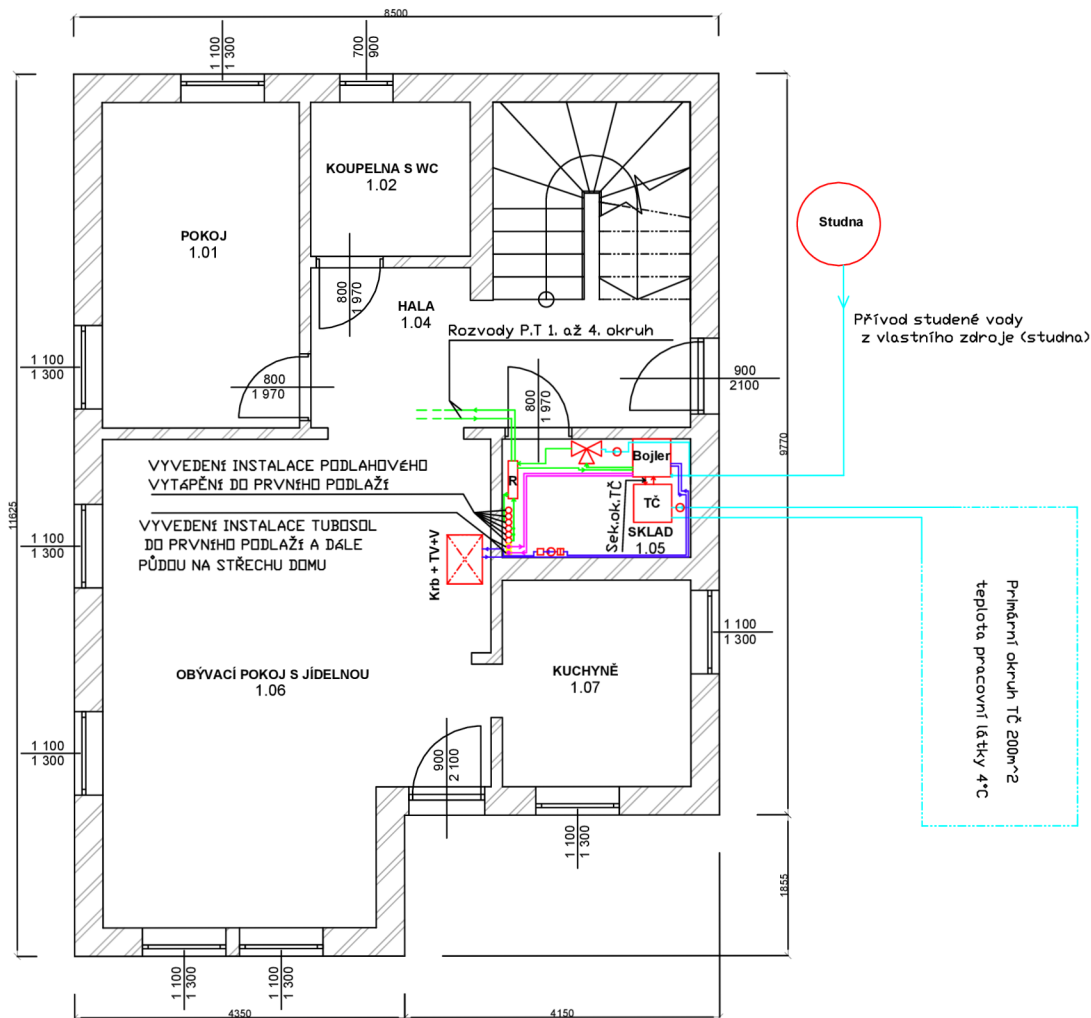 8500
1 100
1 300
700
900
KOUPELNA S WC
1.02
POKOJ
1.01
Studna
800
1 970
HALA
1.04
Přívod studené vody
z vlastního zdroje (studna)
Rozvody P.T 1. až 4. okruh
1 100
1 300
800
1 970
800
1 970
900
2100
9770
11625
VYVEDENÍ INSTALACE PODLAHOVÉHO
VYTÁPĚNÍ DO PRVNÍHO PODLAŽÍ
R
Bojler
TČ
Sek.ok.TČ
SKLAD
1.05
VYVEDENÍ INSTALACE TUBOSOL
DO PRVNÍHO PODLAŽÍ A DÁLE
PŮDOU NA STŘECHU DOMU
Krb + TV+V
1 100
1 300
Primární okruh TČ 200m^2
teplota pracovní látky 4°C
1 100
1 300
OBÝVACÍ POKOJ S JÍDELNOU
1.06
KUCHYNĚ
1.07
1 100
1 300
900
2 100
1 100
1 300
1855
1 100
1 300
1 100
1 300
4350
4150